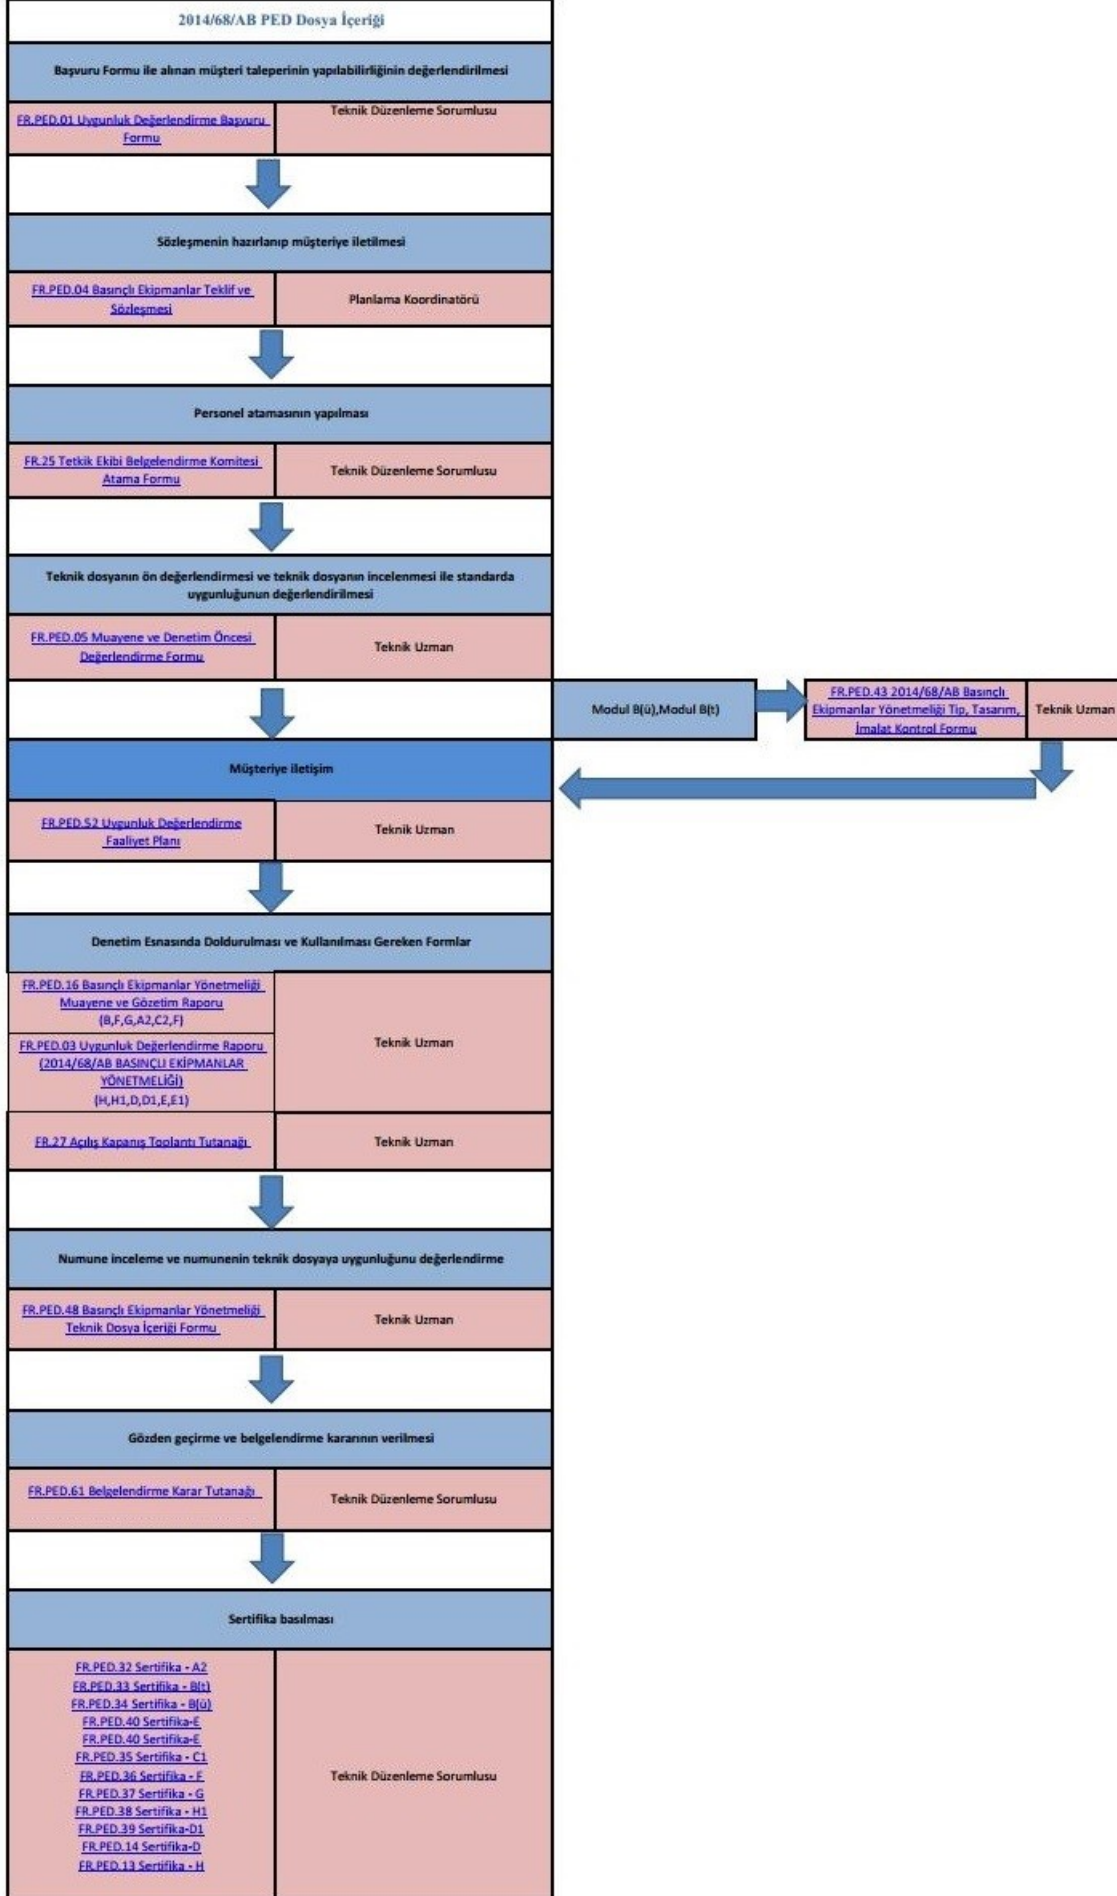 2014/68/AB PED Dosya İçeriği
Başvuru Formu ile alınan müşteri taleperinin yapılabilirliğinin değerlendirilmesi
FR.PED.01 Uygunluk Değerlendirme Başvuru
Formu
Teknik Düzenleme Sorumlusu
Sözleşmenin hazırlanıp müşteriye iletilmesi
FR.PED.04 Basınçlı Ekipmanlar Teklif ve
Sözleşmesi
Planlama Koordinatörü
Personel atamasının yapılması
FR.25 Tetkik Ekibi Belgelendirme Komitesi
Atama Formu
Teknik Düzenleme Sorumlusu
Teknik dosyanın ön değerlendirmesi ve teknik dosyanın incelenmesi ile standarda
uygunluğunun değerlendirilmesi
FR.PED.05 Muayene ve Denetim Öncesi
Değerlendirme Formu
Teknik Uzman
Modul B(ü),Modul B(t)
FR.PED.43 2014/68/AB Basınçlı
Ekipmanlar Yönetmeliği Tip, Tasarım,
İmalat Kontrol Formu
Teknik Uzman
Müşteriye iletişim
FR.PED.52 Uygunluk Değerlendirme
Faaliyet Planı
Teknik Uzman
Denetim Esnasında Doldurulması ve Kullanılması Gereken Formlar
FR.PED.16 Basınçlı Ekipmanlar Yönetmeliği
Muayene ve Gözetim Raporu
(B,F,G,A2,C2,F)
FR.PED.03 Uygunluk Değerlendirme Raporu
(2014/68/AB BASINÇLI EKİPMANLAR
YÖNETMELİĞİ)
(H,H1,D,D1,E,E1)
Teknik Uzman
FR.27 Açılış Kapanış Toplantı Tutanağı
Teknik Uzman
Numune inceleme ve numunenin teknik dosyaya uygunluğunu değerlendirme
FR.PED.48 Basınçlı Ekipmanlar Yönetmeliği
Teknik Dosya İçeriği Formu
Teknik Uzman
Gözden geçirme ve belgelendirme kararının verilmesi
FR.PED.61 Belgelendirme Karar Tutanağı
Teknik Düzenleme Sorumlusu
Sertifika basılması
FR.PED.32 Sertifika - A2
FR.PED.33 Sertifika - B(t)
FR.PED.34 Sertifika - B(ü)
FR.PED.40 Sertifika-E
FR.PED.40 Sertifika-E
FR.PED.35 Sertifika - C1
FR.PED.36 Sertifika - F
FR.PED.37 Sertifika - G
FR.PED.38 Sertifika - H1
FR.PED.39 Sertifika-D1
FR.PED.14 Sertifika-D
FR.PED.13 Sertifika - H
Teknik Düzenleme Sorumlusu